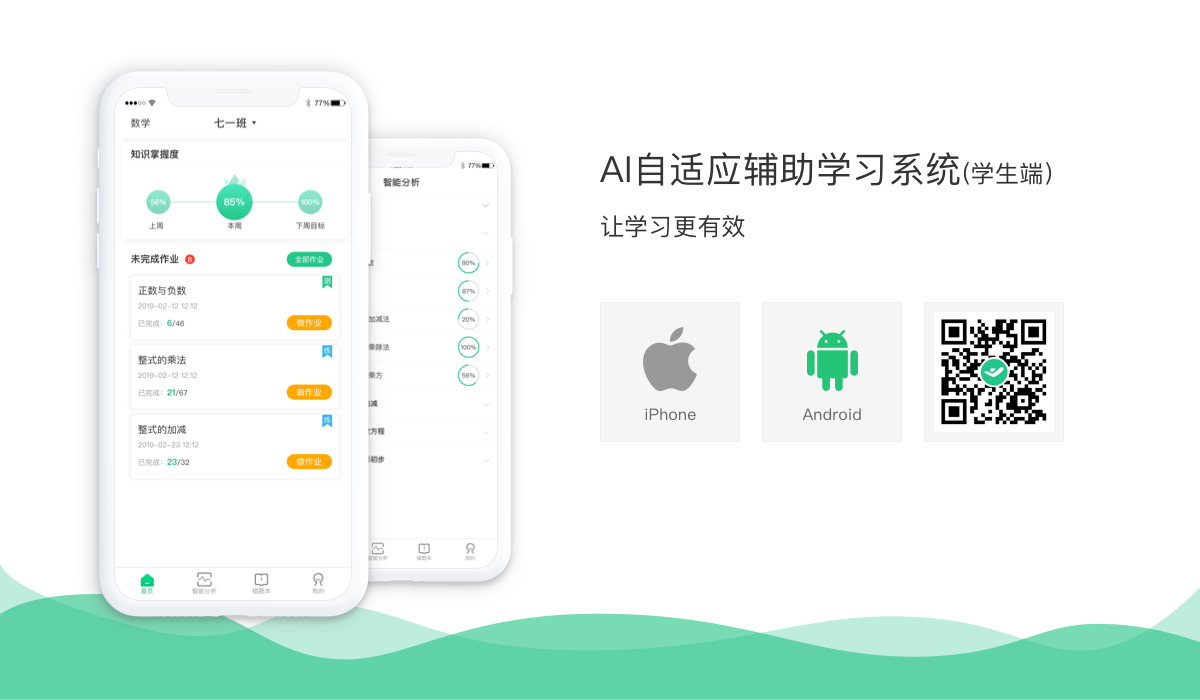 77%
数学
七一班
知识掌握度
56%
85%
100%
上周
本周
下周目标
未完成作业 8
全部作业
测
正数与负数
2019-02-12 12:12
已完成: 6/46
做作业
练
整式的乘法
2019-02-12 12:12
已完成: 21/67
做作业
练
整式的加减
2019-02-23 12:12
已完成: 23/32
做作业
首页
智能分析
错题本
我的
77%
智能分析
80%
87%
加减法
20%
乘除法
100%
乘方
56%
减
方程
初步
智能分析
错题本
我的
AI自适应辅助学习系统(学生端)
让学习更有效
iPhone
Android